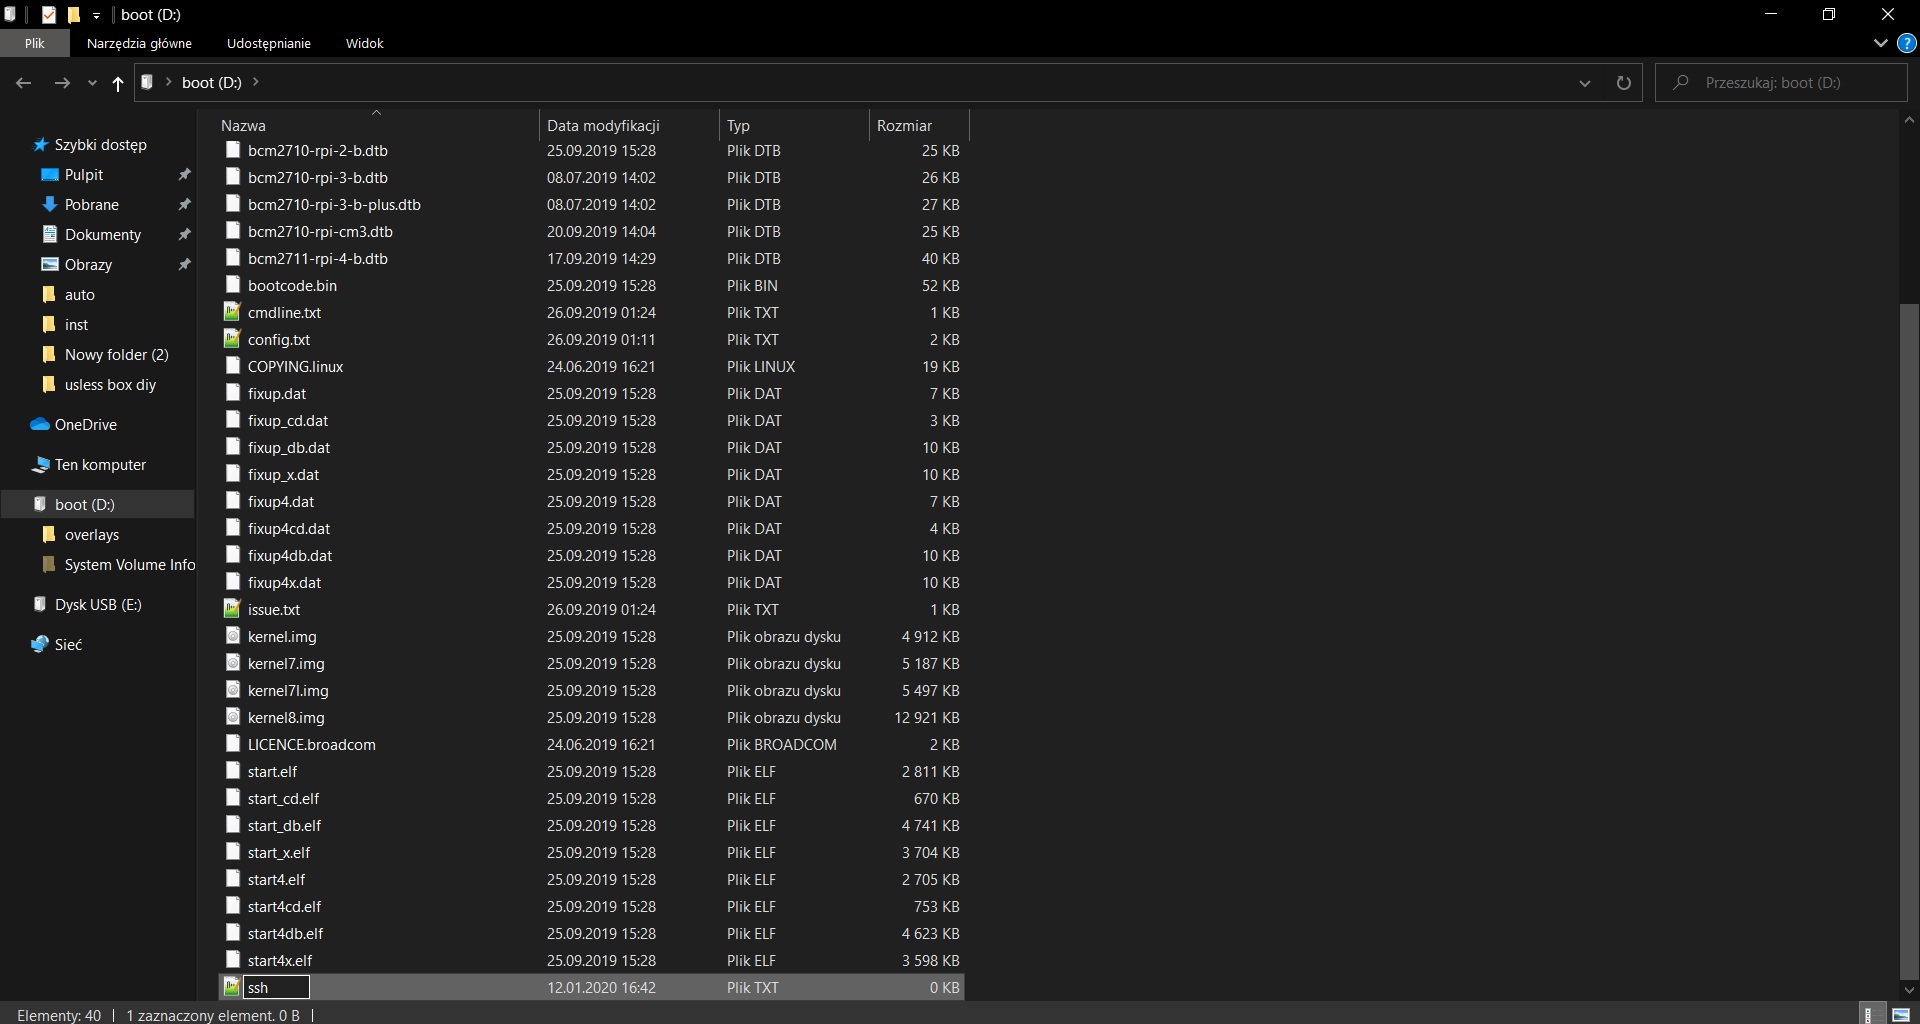 boot (D:)
Plik Narzędzia główne Udostępnianie Widok
boot (D:) Przeszukaj: boot (D:)
Szybki dostęp
Pulpit
Pobrane
Dokumenty
Obrazy
auto
inst
Nowy folder (2)
usless box diy
OneDrive
Ten komputer
boot (D:)
overlays
System Volume Info
Dysk USB (E:)
Sieć
Nazwa Data modyfikacji Typ Rozmiar
bcm2710-rpi-2-b.dtb 25.09.2019 15:28 Plik DTB 25 KB
bcm2710-rpi-3-b.dtb 08.07.2019 14:02 Plik DTB 26 KB
bcm2710-rpi-3-b-plus.dtb 08.07.2019 14:02 Plik DTB 27 KB
bcm2710-rpi-cm3.dtb 20.09.2019 14:04 Plik DTB 25 KB
bcm2711-rpi-4-b.dtb 17.09.2019 14:29 Plik DTB 40 KB
bootcode.bin 25.09.2019 15:28 Plik BIN 52 KB
cmdline.txt 26.09.2019 01:24 Plik TXT 1 KB
config.txt 26.09.2019 01:11 Plik TXT 2 KB
COPYING.linux 24.06.2019 16:21 Plik LINUX 19 KB
fixup.dat 25.09.2019 15:28 Plik DAT 7 KB
fixup_cd.dat 25.09.2019 15:28 Plik DAT 3 KB
fixup_db.dat 25.09.2019 15:28 Plik DAT 10 KB
fixup_x.dat 25.09.2019 15:28 Plik DAT 10 KB
fixup4.dat 25.09.2019 15:28 Plik DAT 7 KB
fixup4cd.dat 25.09.2019 15:28 Plik DAT 4 KB
fixup4db.dat 25.09.2019 15:28 Plik DAT 10 KB
fixup4x.dat 25.09.2019 15:28 Plik DAT 10 KB
issue.txt 26.09.2019 01:24 Plik TXT 1 KB
kernel.img 25.09.2019 15:28 Plik obrazu dysku 4 912 KB
kernel7.img 25.09.2019 15:28 Plik obrazu dysku 5 187 KB
kernel7l.img 25.09.2019 15:28 Plik obrazu dysku 5 497 KB
kernel8.img 25.09.2019 15:28 Plik obrazu dysku 12 921 KB
LICENCE.broadcom 24.06.2019 16:21 Plik BROADCOM 2 KB
start.elf 25.09.2019 15:28 Plik ELF 2 811 KB
start_cd.elf 25.09.2019 15:28 Plik ELF 670 KB
start_db.elf 25.09.2019 15:28 Plik ELF 4 741 KB
start_x.elf 25.09.2019 15:28 Plik ELF 3 704 KB
start4.elf 25.09.2019 15:28 Plik ELF 2 705 KB
start4cd.elf 25.09.2019 15:28 Plik ELF 753 KB
start4db.elf 25.09.2019 15:28 Plik ELF 4 623 KB
start4x.elf 25.09.2019 15:28 Plik ELF 3 598 KB
ssh 12.01.2020 16:42 Plik TXT 0 KB
Elementy: 40 1 zaznaczony element. 0 B